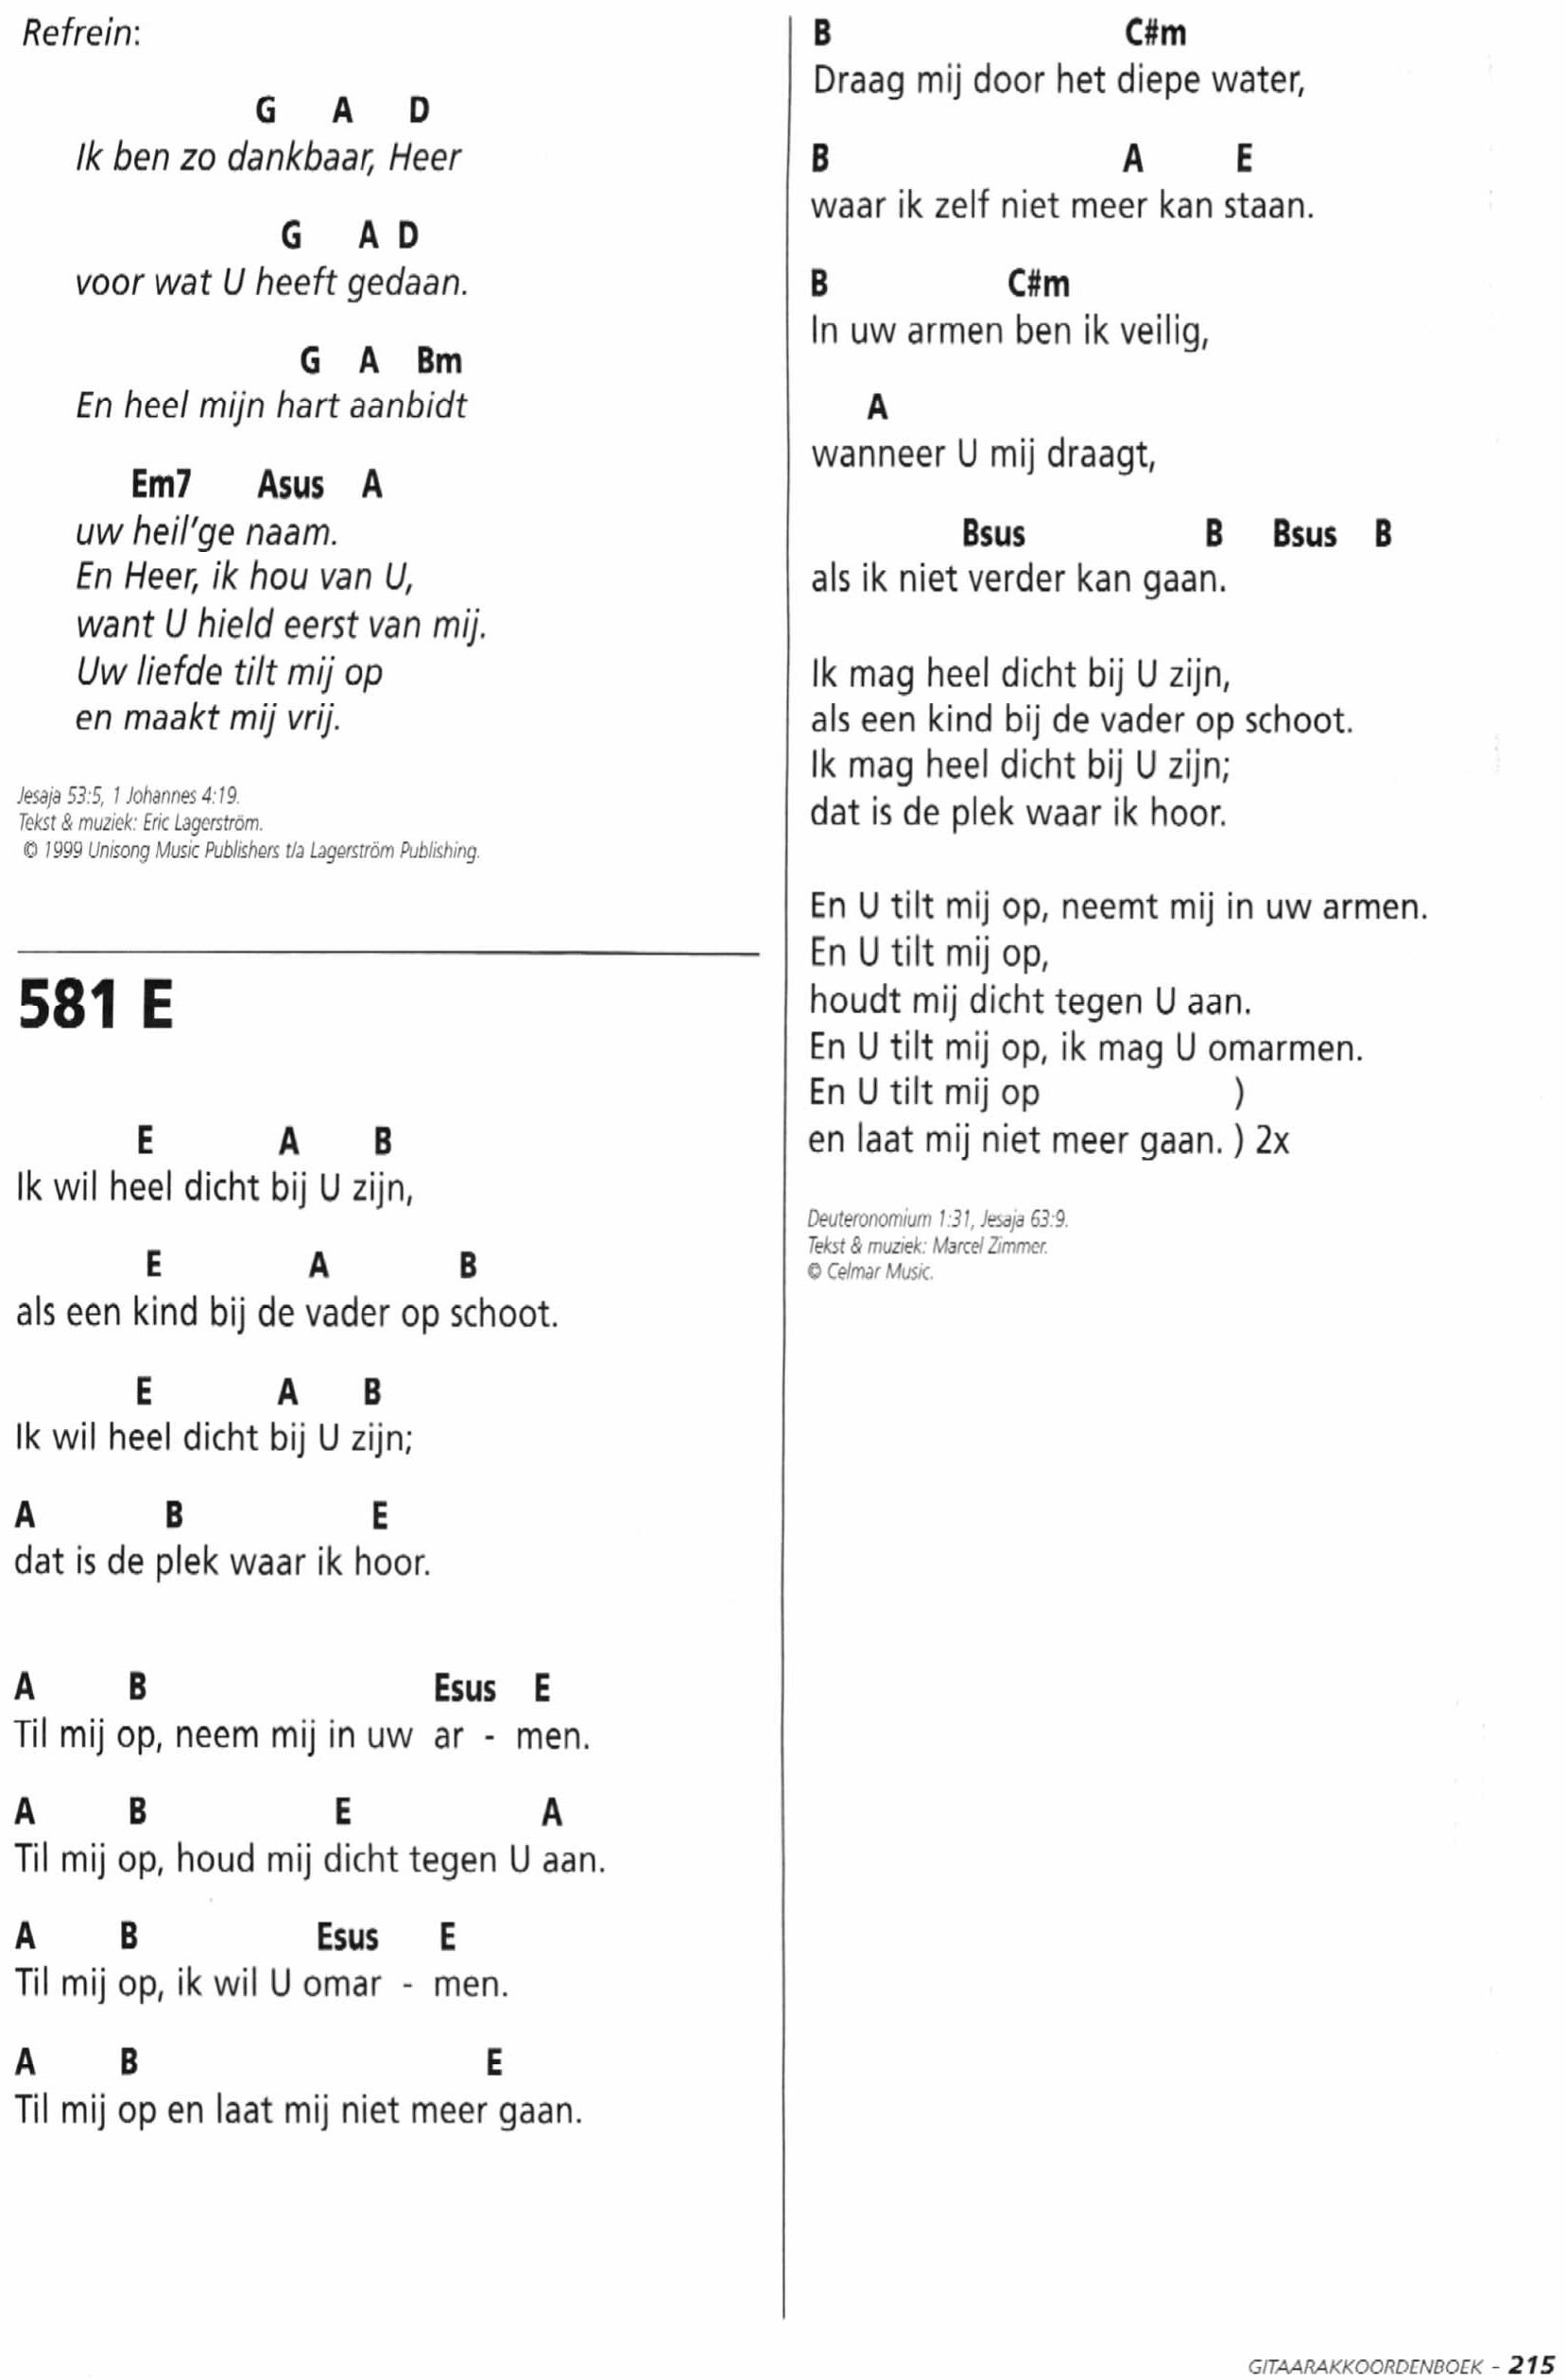 Refrein:
G A D
Ik ben zo dankbaar, Heer
G A D
voor wat U heeft gedaan.
G A Bm
En heel mijn hart aanbidt
Em7 Asus A
uw heil'ge naam.
En Heer, ik hou van U,
want U hield eerst van mij.
Uw liefde tilt mij op
en maakt mij vrij.
Jesaja 53:5, 1 Johannes 4:19.
Tekst & muziek: Eric Lagerström.
© 1999 Unisong Music Publishers t/a Lagerström Publishing.
581 E
E A B
Ik wil heel dicht bij U zijn,
E A B
als een kind bij de vader op schoot.
E A B
Ik wil heel dicht bij U zijn;
A B E
dat is de plek waar ik hoor.
A B Esus E
Til mij op, neem mij in uw ar - men.
A B E A
Til mij op, houd mij dicht tegen U aan.
A B Esus E
Til mij op, ik wil U omar - men.
A B E
Til mij op en laat mij niet meer gaan.
B C#m
Draag mij door het diepe water,
B A E
waar ik zelf niet meer kan staan.
B C#m
In uw armen ben ik veilig,
A
wanneer U mij draagt,
Bsus B Bsus B
als ik niet verder kan gaan.
Ik mag heel dicht bij U zijn,
als een kind bij de vader op schoot.
Ik mag heel dicht bij U zijn;
dat is de plek waar ik hoor.
En U tilt mij op, neemt mij in uw armen.
En U tilt mij op,
houdt mij dicht tegen U aan.
En U tilt mij op, ik mag U omarmen.
En U tilt mij op )
en laat mij niet meer gaan. ) 2x
Deuteronomium 1:31, Jesaja 63:9.
Tekst & muziek: Marcel Zimmer.
© Celmar Music.
GITAARAKKOORDENBOEK - 215